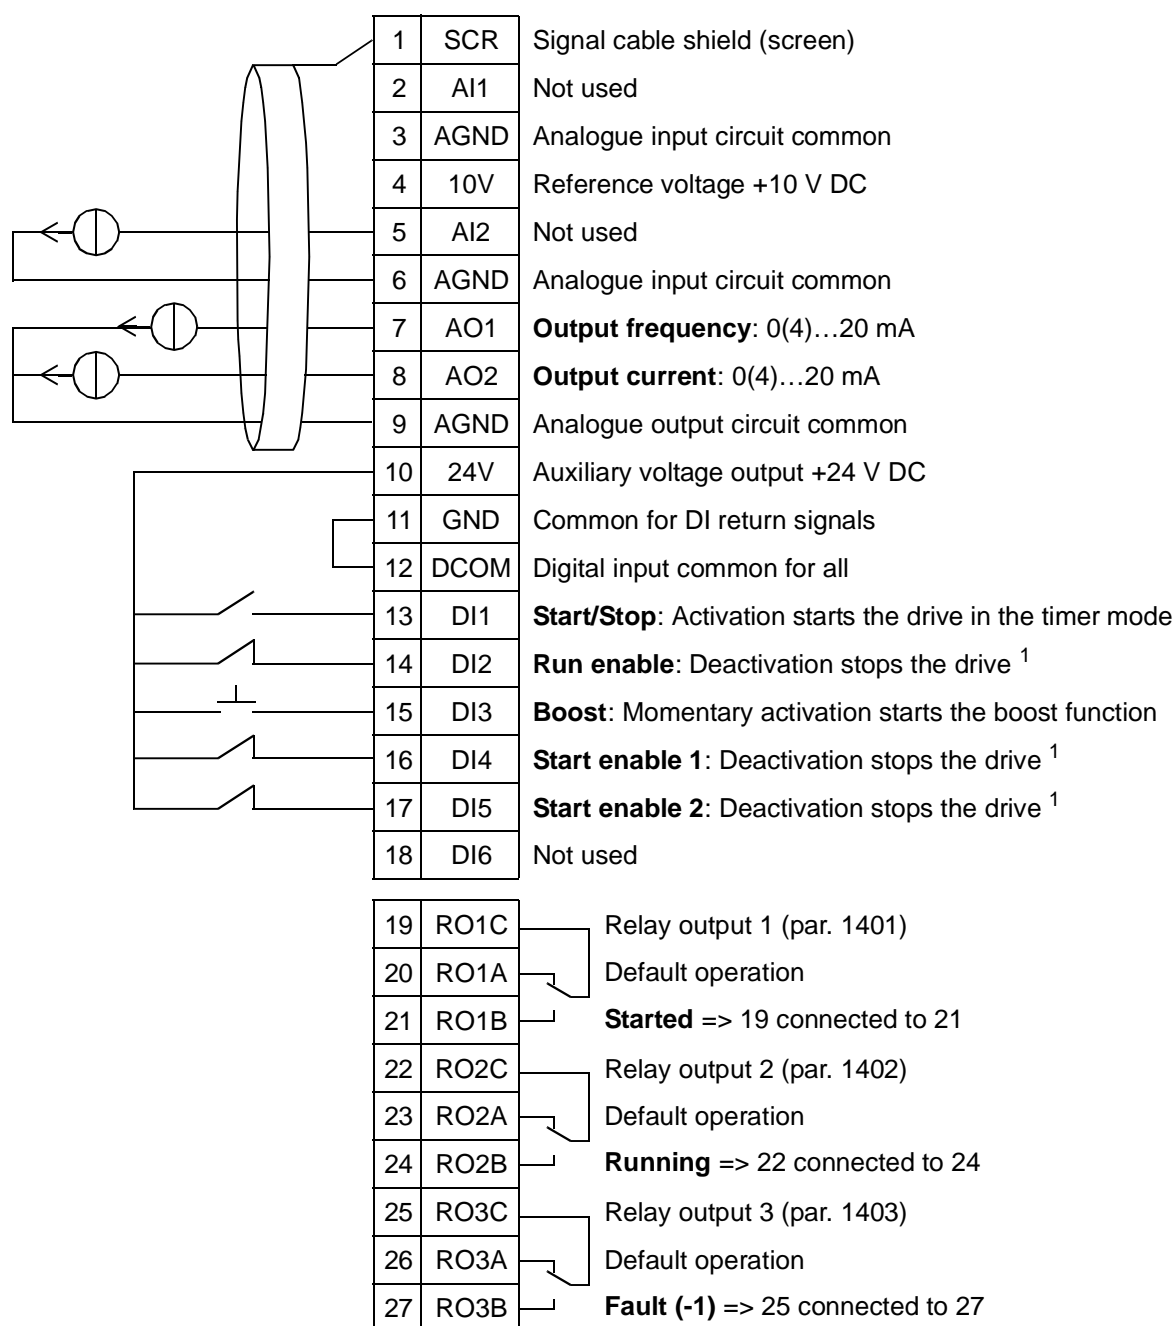 1 SCR Signal cable shield (screen)
2 AI1 Not used
3 AGND Analogue input circuit common
4 10V Reference voltage +10 V DC
5 AI2 Not used
6 AGND Analogue input circuit common
7 AO1 Output frequency: 0(4)…20 mA
8 AO2 Output current: 0(4)…20 mA
9 AGND Analogue output circuit common
10 24V Auxiliary voltage output +24 V DC
11 GND Common for DI return signals
12 DCOM Digital input common for all
13 DI1 Start/Stop: Activation starts the drive in the timer mode
14 DI2 Run enable: Deactivation stops the drive 1
15 DI3 Boost: Momentary activation starts the boost function
16 DI4 Start enable 1: Deactivation stops the drive 1
17 DI5 Start enable 2: Deactivation stops the drive 1
18 DI6 Not used
19 RO1C Relay output 1 (par. 1401)
20 RO1A Default operation
21 RO1B Started => 19 connected to 21
22 RO2C Relay output 2 (par. 1402)
23 RO2A Default operation
24 RO2B Running => 22 connected to 24
25 RO3C Relay output 3 (par. 1403)
26 RO3A Default operation
27 RO3B Fault (-1) => 25 connected to 27